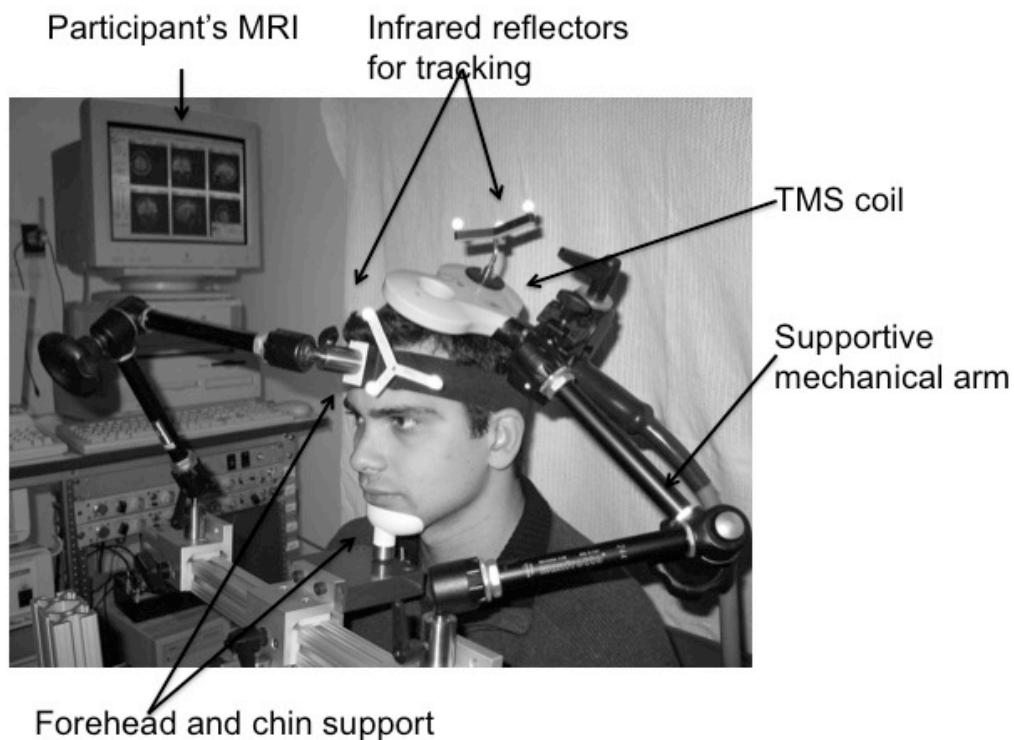 Participant's MRI
Infrared reflectors
for tracking
TMS coil
Supportive
mechanical arm
Forehead and chin support